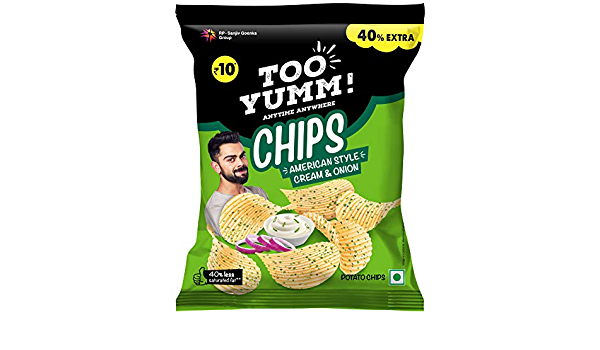 RP-Sanjiv Goenka
Group
40% EXTRA
₹10
TOO
YUMM!
ANYTIME ANYWHERE
CHIPS
AMERICAN STYLE
CREAM & ONION
40% less
saturated fat**
POTATO CHIPS